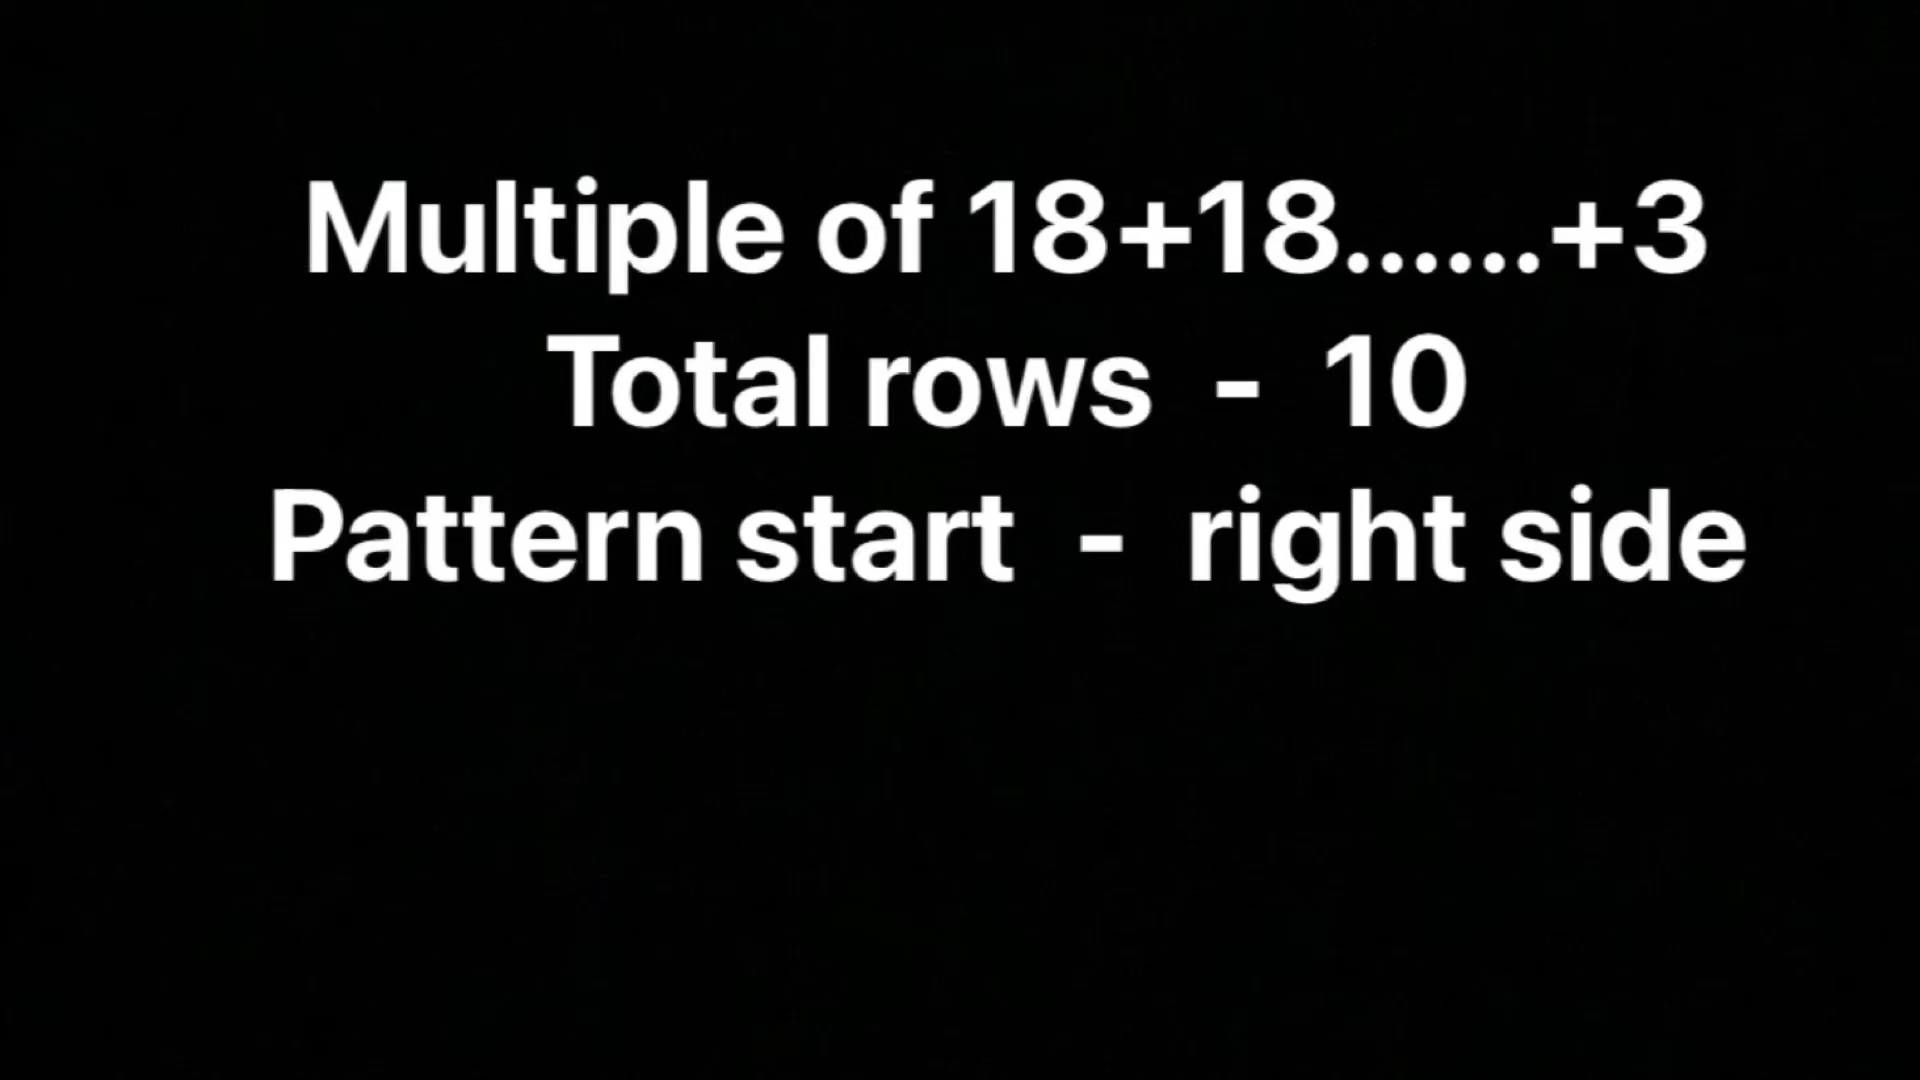 Multiple of 18+18......+3
Total rows - 10
Pattern start - right side